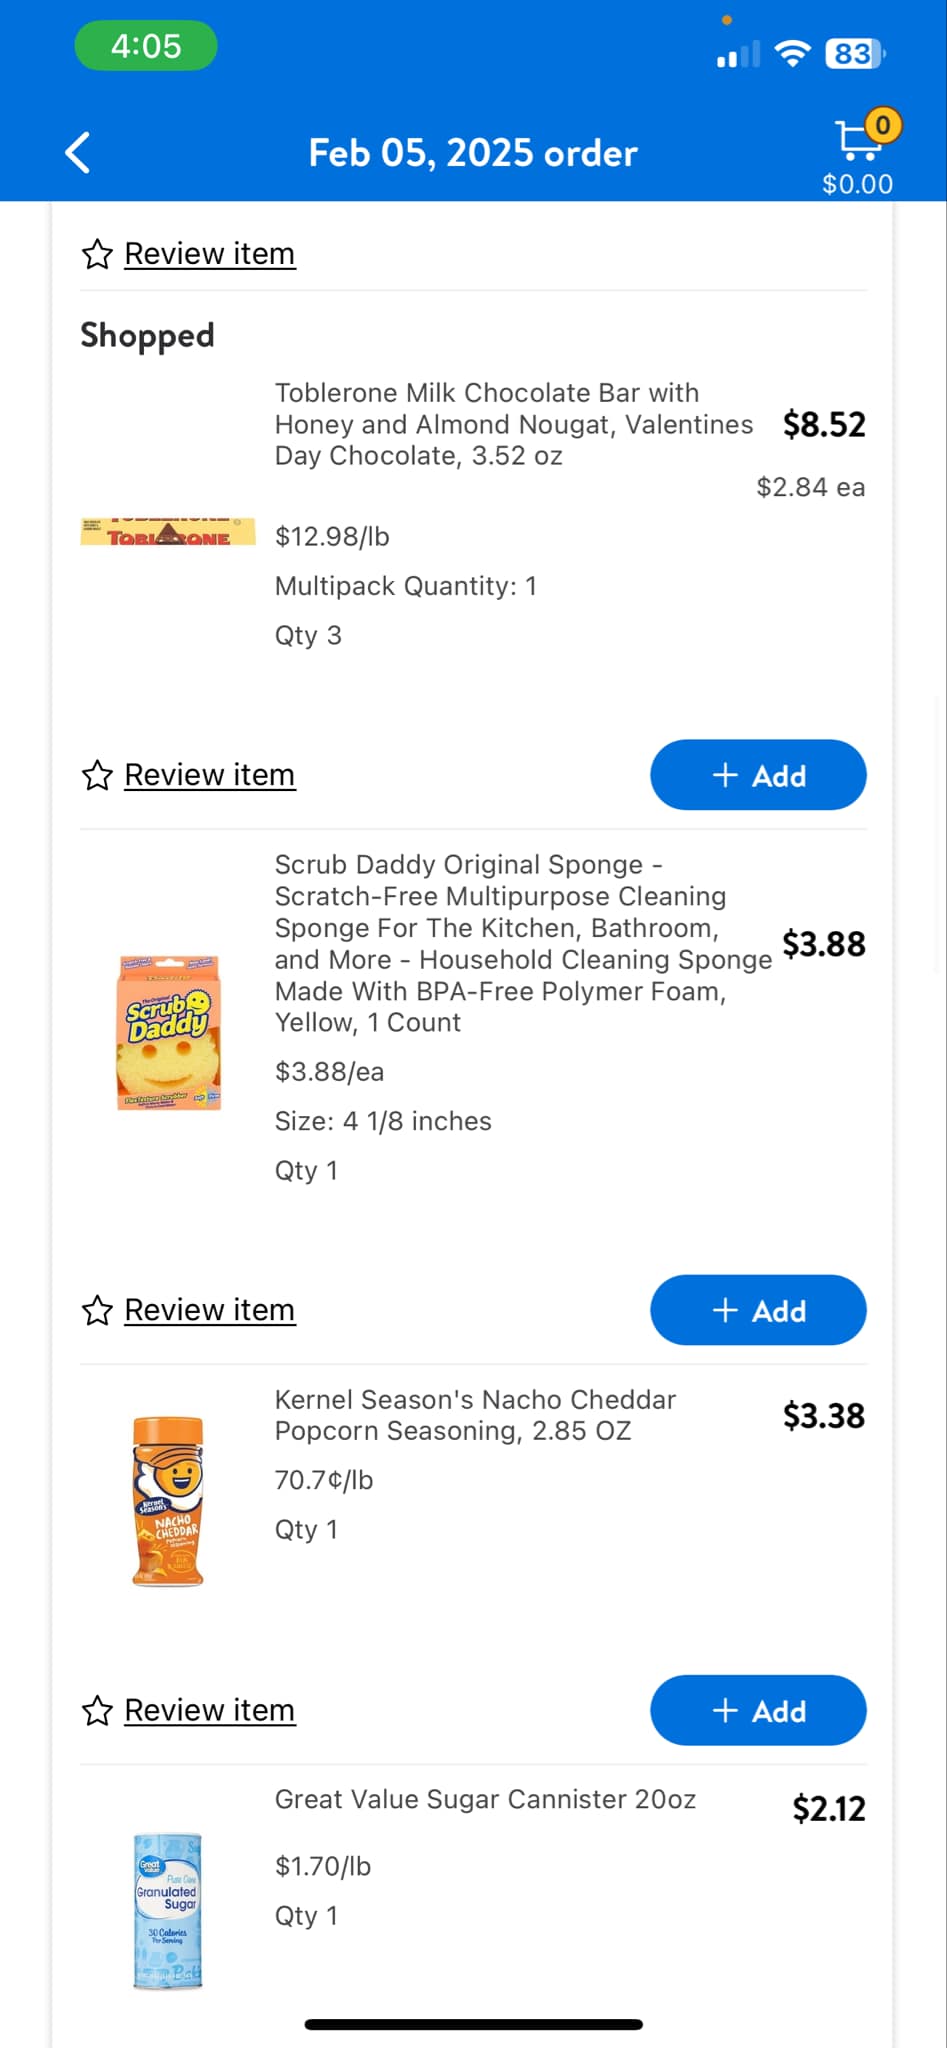 4:05
83
Feb 05, 2025 order
0
$0.00
Review item
Shopped
Toblerone Milk Chocolate Bar with
Honey and Almond Nougat, Valentines
Day Chocolate, 3.52 oz
$8.52
$2.84 ea
TOBLERONE
$12.98/lb
Multipack Quantity: 1
Qty 3
Review item
+ Add
Scrub Daddy Original Sponge -
Scratch-Free Multipurpose Cleaning
Sponge For The Kitchen, Bathroom,
and More - Household Cleaning Sponge
Made With BPA-Free Polymer Foam,
Yellow, 1 Count
$3.88
Scrub
Daddy
$3.88/ea
Size: 4 1/8 inches
Qty 1
Review item
+ Add
Kernel Season's Nacho Cheddar
Popcorn Seasoning, 2.85 OZ
$3.38
70.7¢/lb
Qty 1
Kernel
Season's
NACHO
CHEDDAR
Review item
+ Add
Great Value Sugar Cannister 20oz
$2.12
$1.70/lb
Qty 1
Great
Value
Pure Cane
Granulated
Sugar
30 Calories
Per Serving